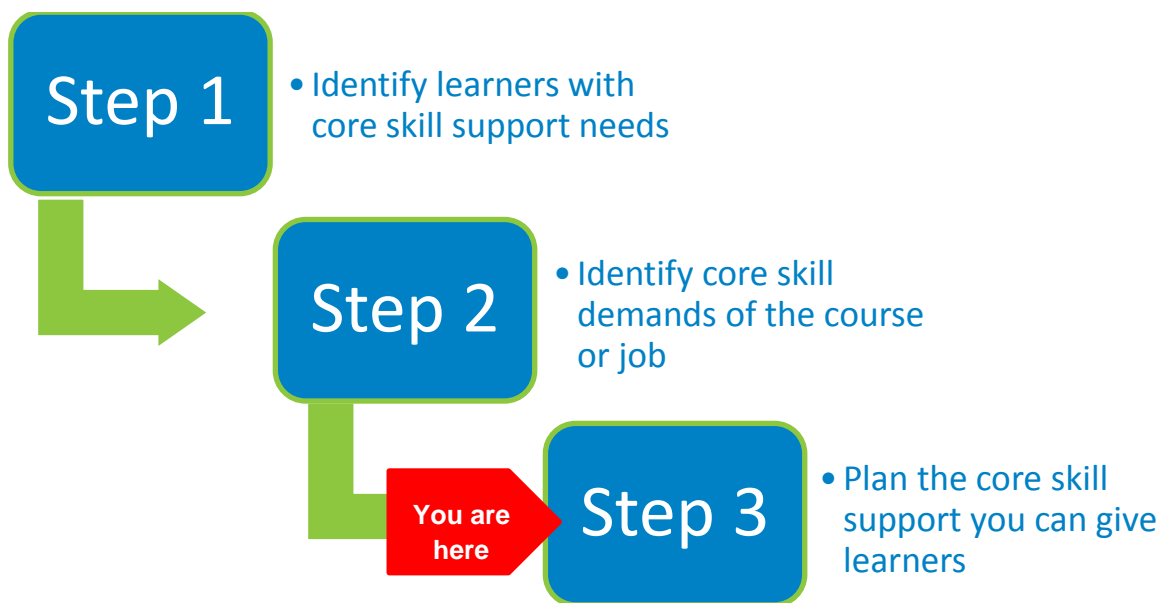 Step 1
• Identify learners with
core skill support needs
Step 2
• Identify core skill
demands of the course
or job
You are
here
Step 3
• Plan the core skill
support you can give
learners